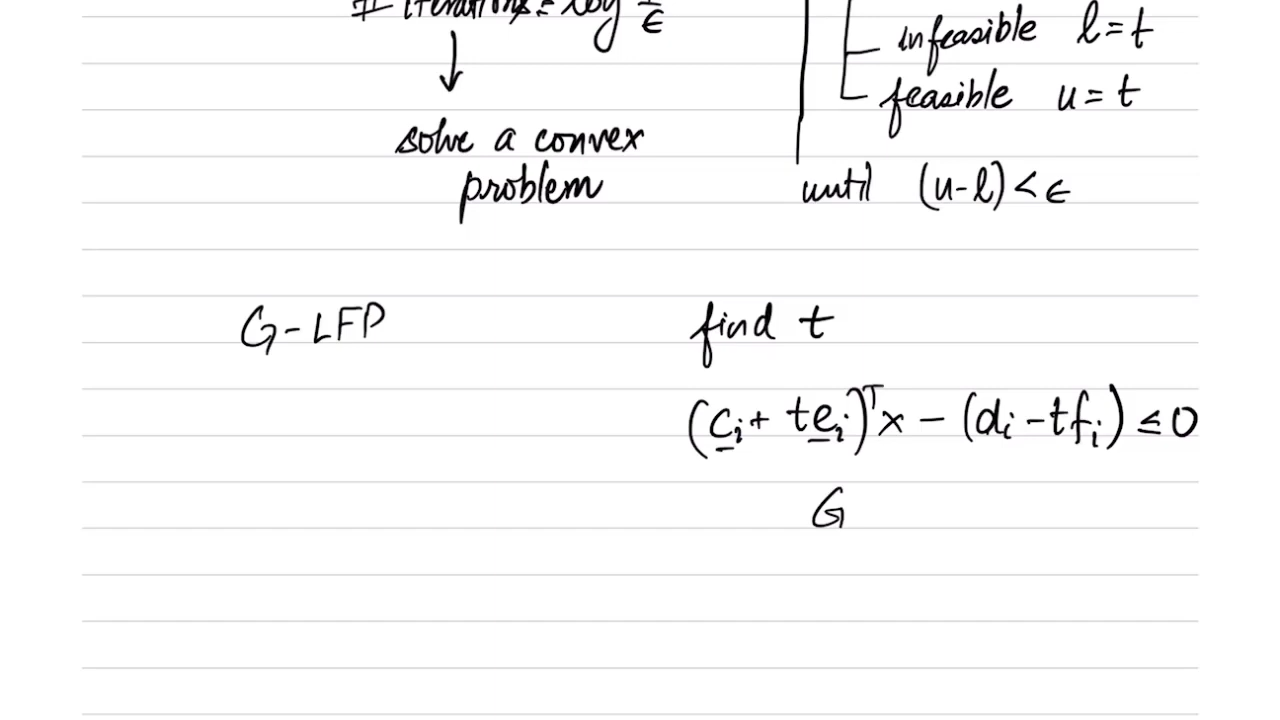 # iterations = log 1/ε
↓
solve a convex
problem
infeasible l = t
feasible u = t
until (u-l) < ε
G-LFP
find t
(c_i + te_i)^T x - (d_i - tf_i) ≤ 0
G